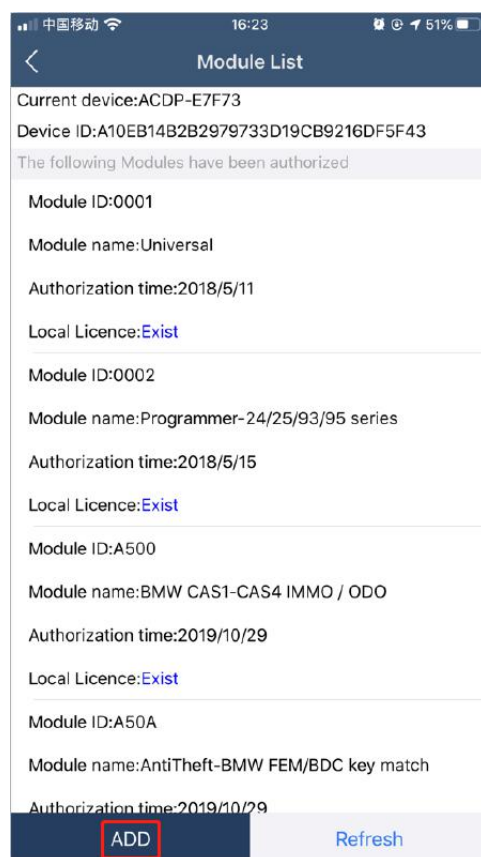 中国移动 16:23 51%
Module List
Current device:ACDP-E7F73
Device ID:A10EB14B2B2979733D19CB9216DF5F43
The following Modules have been authorized
Module ID:0001
Module name:Universal
Authorization time:2018/5/11
Local Licence:Exist
Module ID:0002
Module name:Programmer-24/25/93/95 series
Authorization time:2018/5/15
Local Licence:Exist
Module ID:A500
Module name:BMW CAS1-CAS4 IMMO / ODO
Authorization time:2019/10/29
Local Licence:Exist
Module ID:A50A
Module name:AntiTheft-BMW FEM/BDC key match
Authorization time:2019/10/29
ADD Refresh